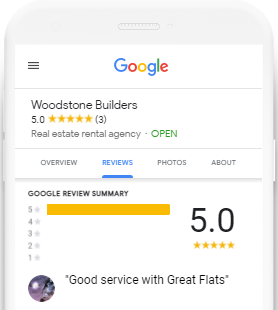 Google
Woodstone Builders
5.0 ★★★★★ (3)
Real estate rental agency · OPEN
OVERVIEW REVIEWS PHOTOS ABOUT
GOOGLE REVIEW SUMMARY
5 ★
4 ★
3 ★
2 ★
1 ★
5.0
★★★★★
"Good service with Great Flats"